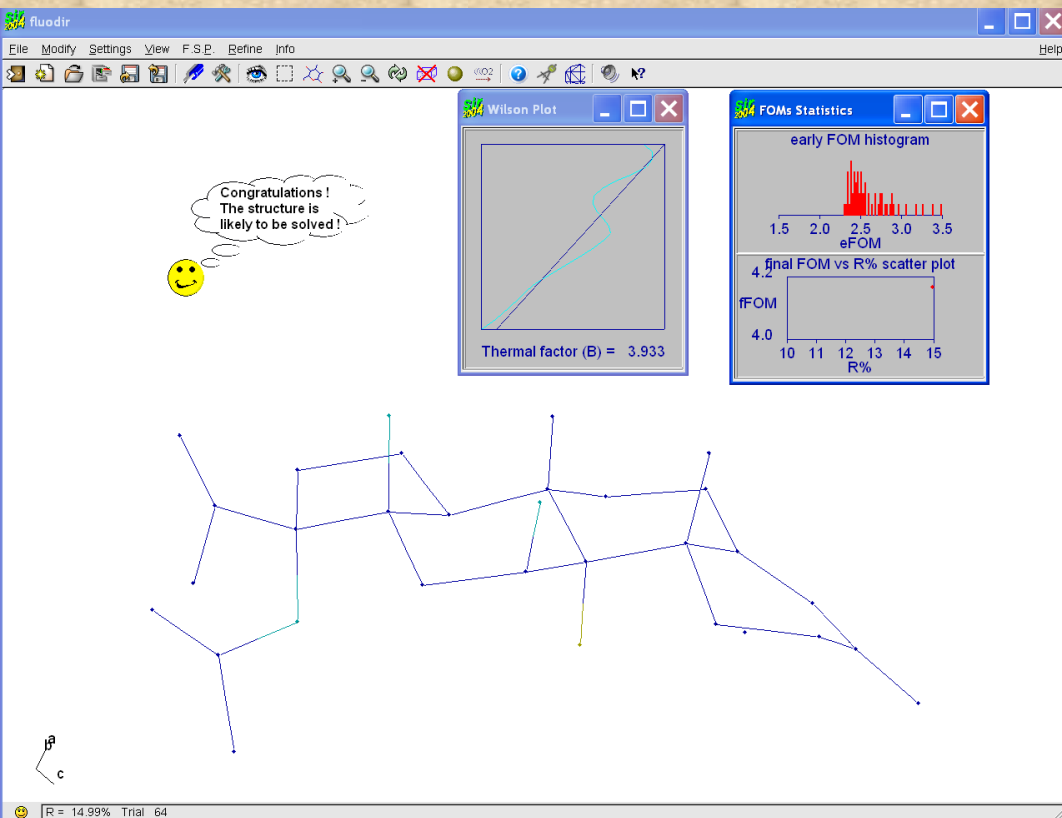 fluodir
File Modify Settings View F.S.P. Refine Info Help
Congratulations !
The structure is
likely to be solved !
Wilson Plot
Thermal factor (B) = 3.933
FOMs Statistics
early FOM histogram
1.5 2.0 2.5 3.0 3.5
eFOM
final FOM vs R% scatter plot
4.2
fFOM
4.0
10 11 12 13 14 15
R%
a
b
c
R = 14.99% Trial 64